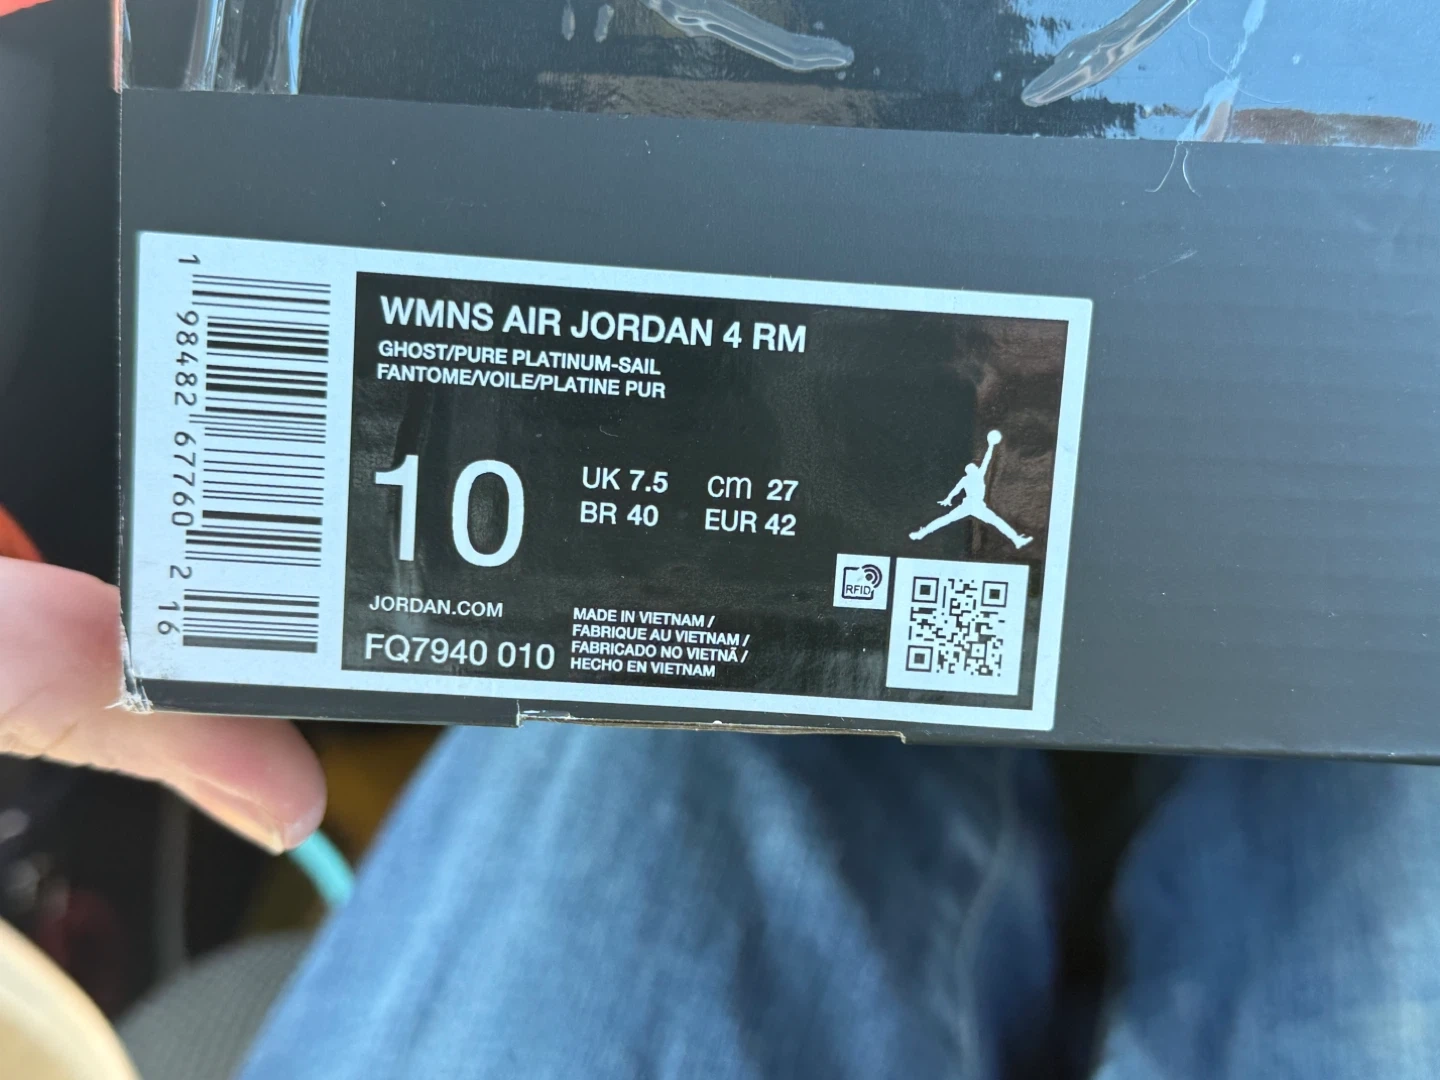 WMNS AIR JORDAN 4 RM
GHOST/PURE PLATINUM-SAIL
FANTOME/VOILE/PLATINE PUR
10
UK 7.5 cm 27
BR 40 EUR 42
JORDAN.COM
FQ7940 010
MADE IN VIETNAM /
FABRIQUE AU VIETNAM /
FABRICADO NO VIETNÃ /
HECHO EN VIETNAM
RFID
1 98482 67760 2 16